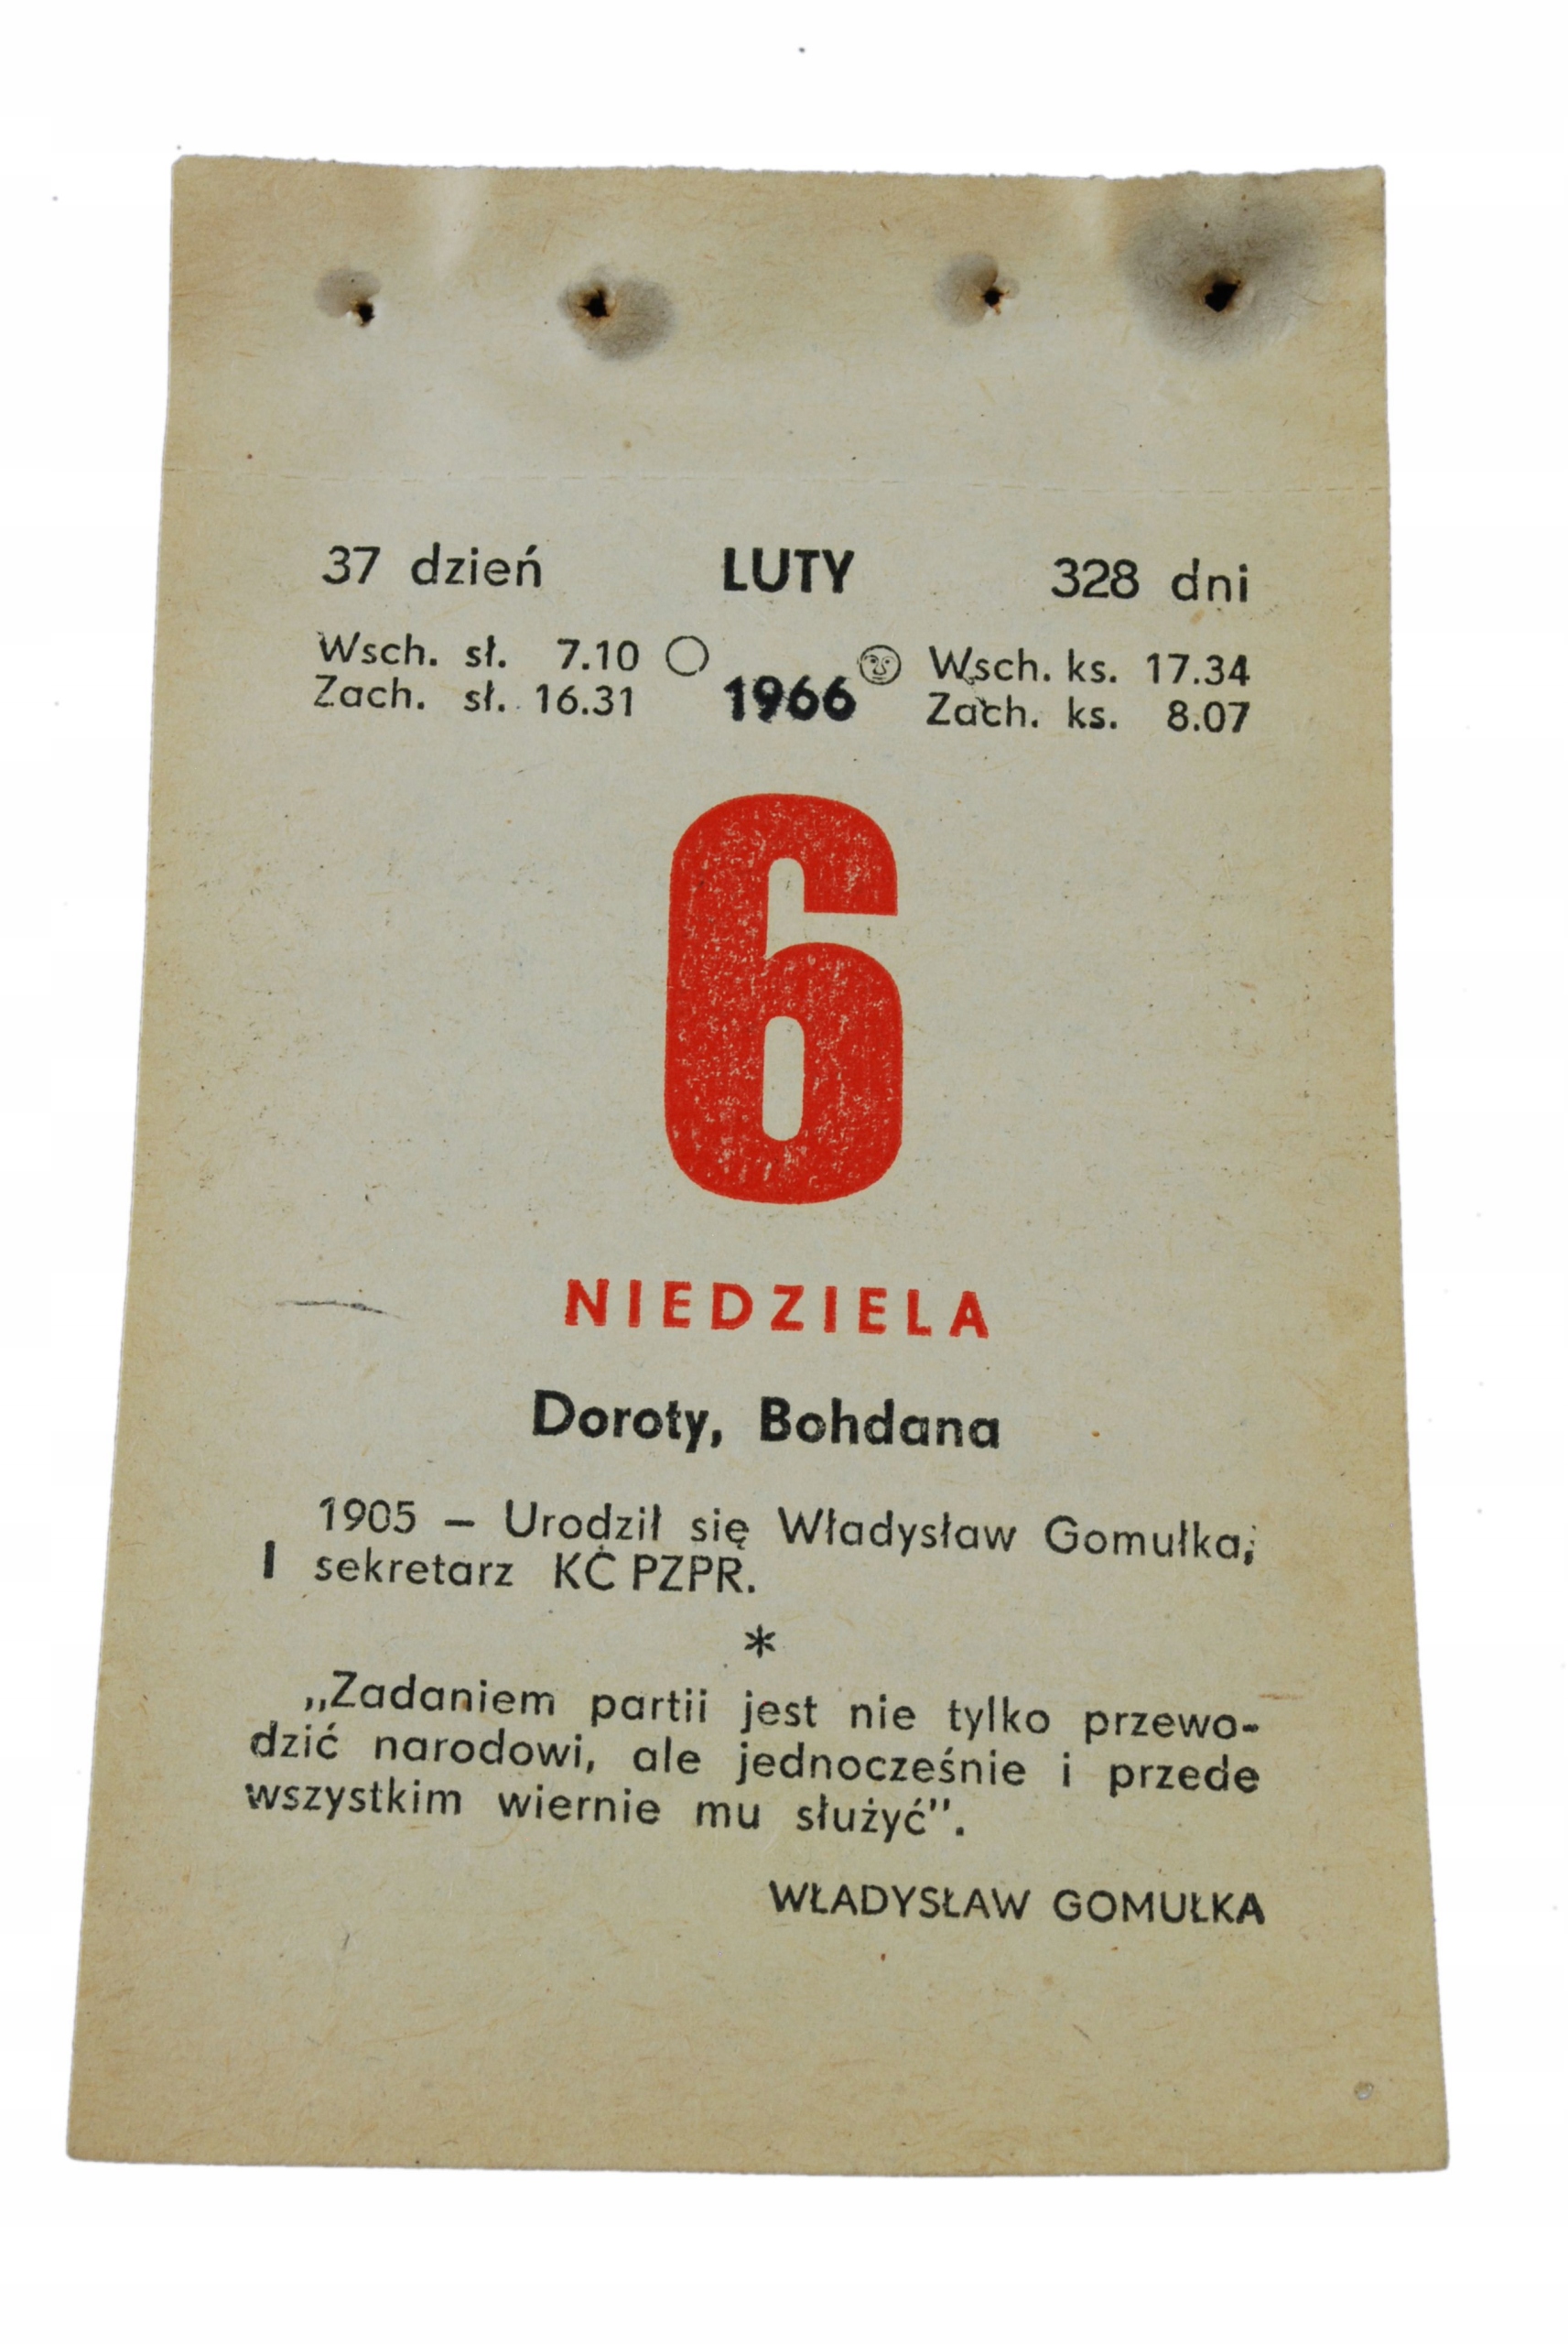 37 dzień LUTY 328 dni
Wsch. sł. 7.10 Wsch. ks. 17.34
Zach. sł. 16.31 1966 Zach. ks. 8.07
6
NIEDZIELA
Doroty, Bohdana
1905 — Urodził się Władysław Gomułka,
I sekretarz KC PZPR.
*
„Zadaniem partii jest nie tylko przewo-
dzić narodowi, ale jednocześnie i przede
wszystkim wiernie mu służyć".
WŁADYSŁAW GOMUŁKA